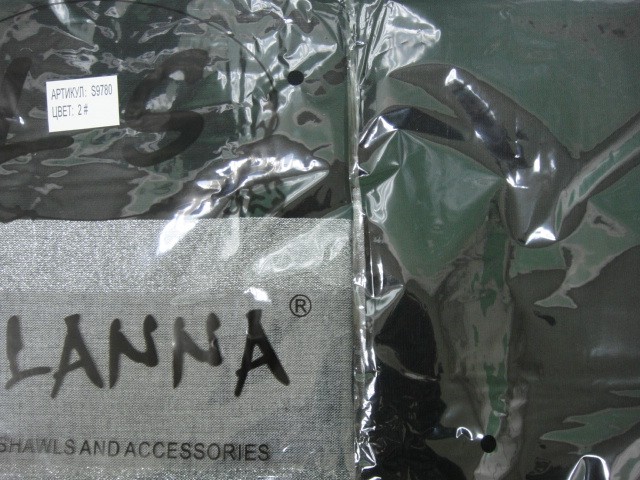 АРТИКУЛ: S9780
ЦВЕТ: 2#
LANNA ®
SHAWLS AND ACCESSORIES